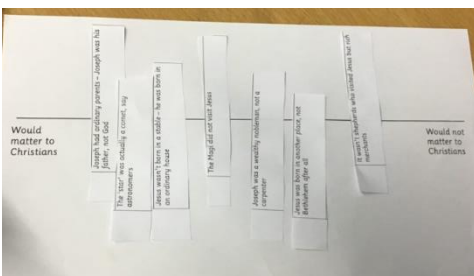 Would
matter to
Christians
Joseph had ordinary parents – Joseph was his
father, not God
The 'star' was actually a comet, say
astronomers
Jesus wasn't born in a stable – he was born in
an ordinary house
The Magi did not visit Jesus
Joseph was a wealthy nobleman, not a
carpenter
Jesus was born in another place, not
Bethlehem after all
It wasn't shepherds who visited Jesus but rich
merchants
Would not
matter to
Christians